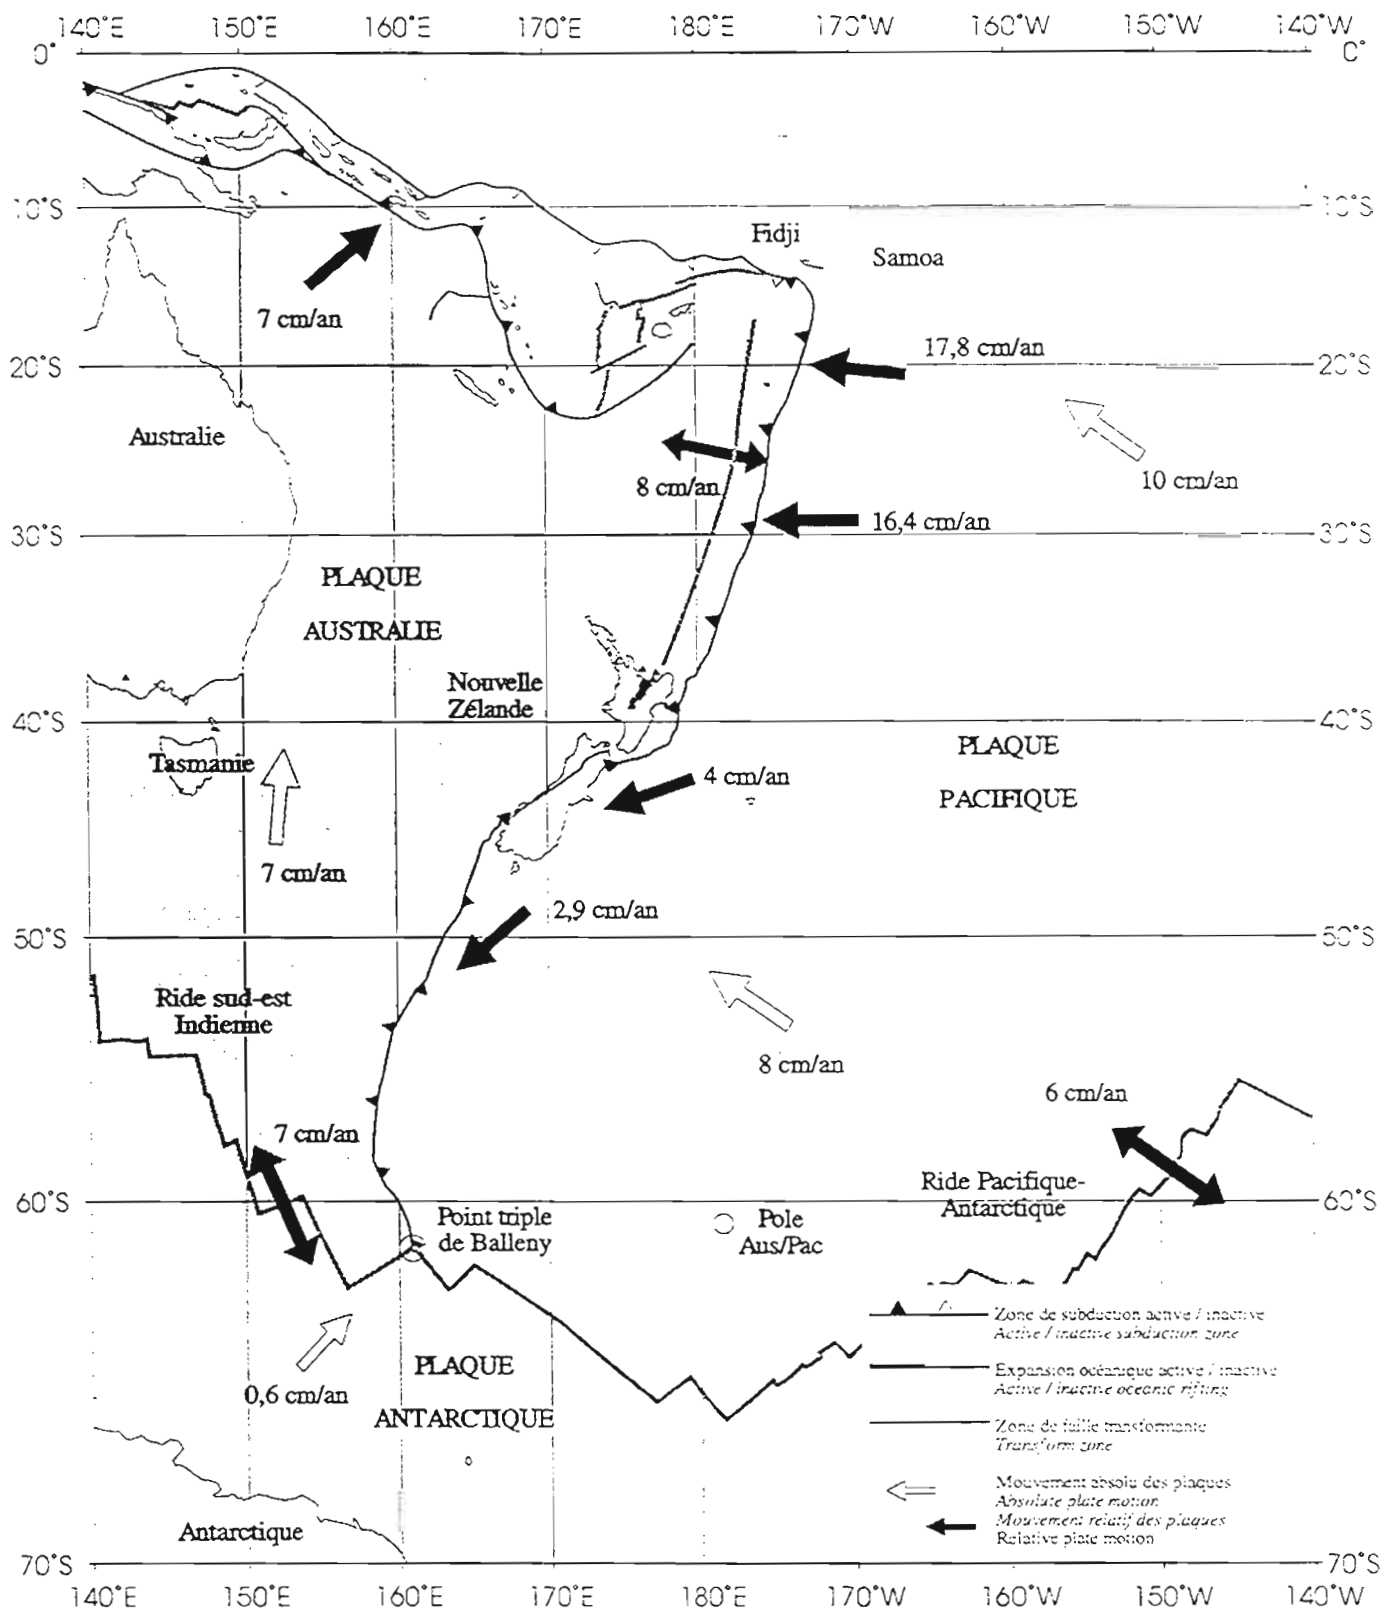 140°E 150°E 160°E 170°E 180°E 170°W 160°W 150°W 140°W
0° 0°
10°S 10°S
Fidji
Samoa
7 cm/an
17,8 cm/an
20°S 20°S
Australie
8 cm/an
10 cm/an
16,4 cm/an
30°S 30°S
PLAQUE
AUSTRALIE
Nouvelle
Zélande
40°S 40°S
PLAQUE
PACIFIQUE
Tasmanie
4 cm/an
7 cm/an
2,9 cm/an
50°S 50°S
Ride sud-est
Indienne
8 cm/an
6 cm/an
7 cm/an
Ride Pacifique-
Antarctique
60°S 60°S
Point triple
de Balleny
Pole
Aus/Pac
0,6 cm/an
PLAQUE
ANTARCTIQUE
Zone de subduction active / inactive
Active / inactive subduction zone
Expansion océanique active / inactive
Active / inactive oceanic rifting
Zone de faille transformante
Transform zone
Mouvement absolu des plaques
Absolute plate motion
Mouvement relatif des plaques
Relative plate motion
Antarctique
70°S 70°S
140°E 150°E 160°E 170°E 180°E 170°W 160°W 150°W 140°W